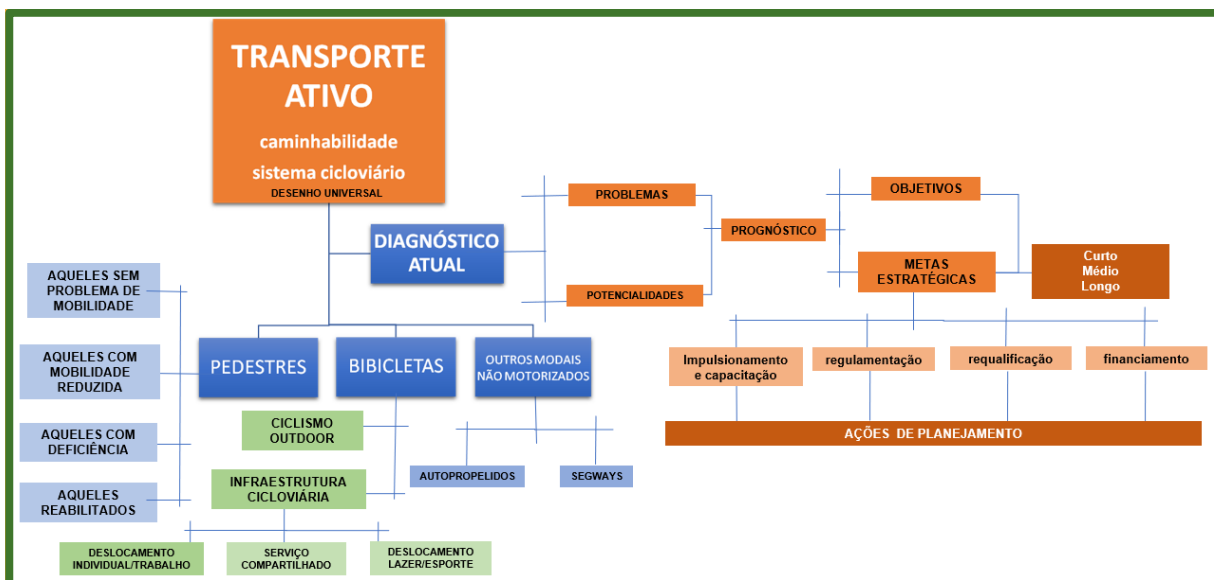 TRANSPORTE
ATIVO
caminhabilidade
sistema cicloviário
DESENHO UNIVERSAL
DIAGNÓSTICO
ATUAL
PROBLEMAS
POTENCIALIDADES
PROGNÓSTICO
OBJETIVOS
METAS
ESTRATÉGICAS
Curto
Médio
Longo
Impulsionamento
e capacitação
regulamentação
requalificação
financiamento
AÇÕES DE PLANEJAMENTO
PEDESTRES
BIBICLETAS
OUTROS MODAIS
NÃO MOTORIZADOS
AQUELES SEM
PROBLEMA DE
MOBILIDADE
AQUELES COM
MOBILIDADE
REDUZIDA
AQUELES COM
DEFICIÊNCIA
AQUELES
REABILITADOS
CICLISMO
OUTDOOR
INFRAESTRUTURA
CICLOVIÁRIA
AUTOPROPELIDOS
SEGWAYS
DESLOCAMENTO
INDIVIDUAL/TRABALHO
SERVIÇO
COMPARTILHADO
DESLOCAMENTO
LAZER/ESPORTE